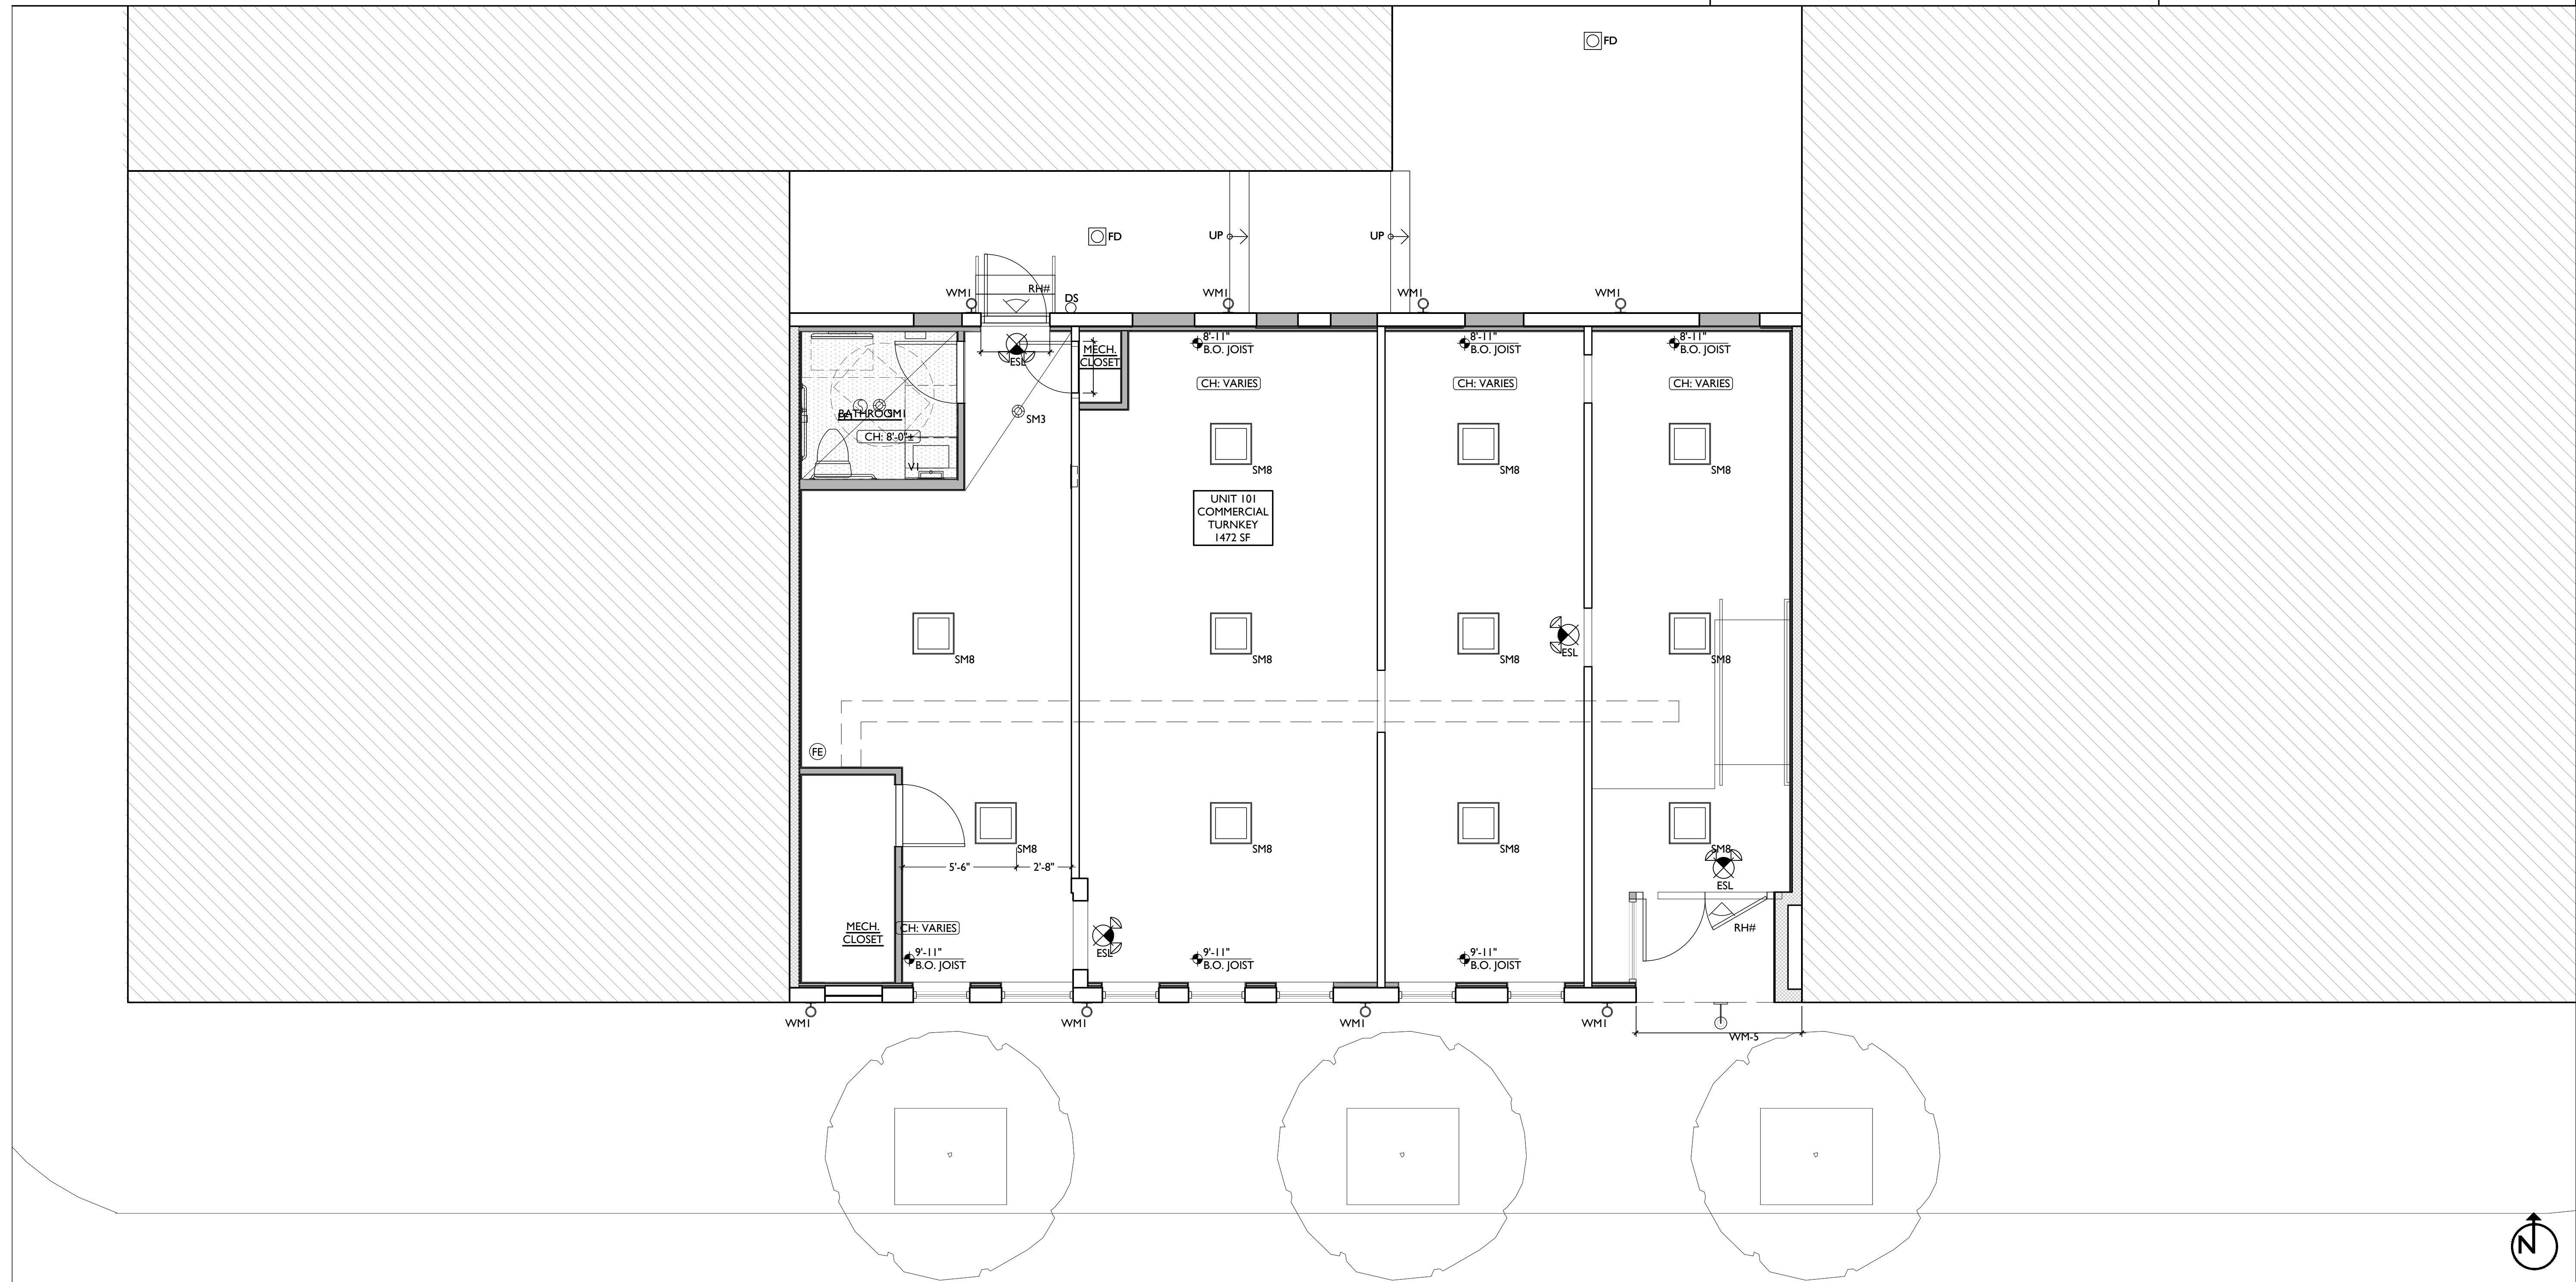 FD
FD
UP
UP
WM1
RH#
DS
WM1
WM1
WM1
ESL
MECH.
CLOSET
8'-11"
B.O. JOIST
8'-11"
B.O. JOIST
8'-11"
B.O. JOIST
CH: VARIES
CH: VARIES
CH: VARIES
BATHROOM
SM1
SM3
CH: 8'-0"±
V1
SM8
SM8
SM8
UNIT 101
COMMERCIAL
TURNKEY
1472 SF
SM8
SM8
SM8
ESL
SM8
FE
SM8
SM8
SM8
SM8
5'-6"
2'-8"
ESL
MECH.
CLOSET
CH: VARIES
RH#
ESL
9'-11"
B.O. JOIST
9'-11"
B.O. JOIST
9'-11"
B.O. JOIST
WM1
WM1
WM1
WM1
WM-5
N